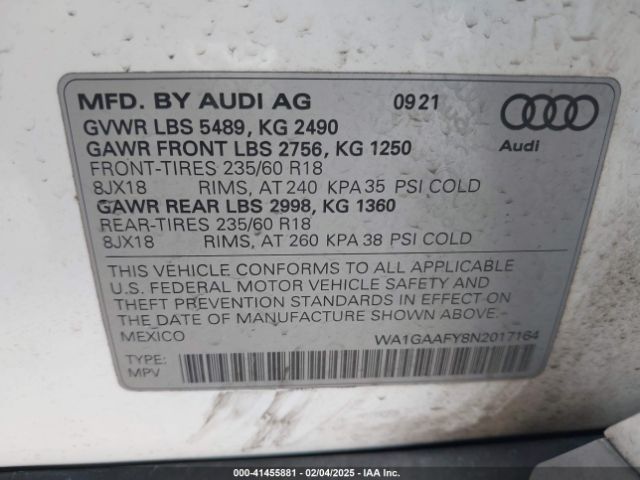 MFD. BY AUDI AG 0921
GVWR LBS 5489, KG 2490
GAWR FRONT LBS 2756, KG 1250
FRONT-TIRES 235/60 R18
8JX18 RIMS, AT 240 KPA 35 PSI COLD
GAWR REAR LBS 2998, KG 1360
REAR-TIRES 235/60 R18
8JX18 RIMS, AT 260 KPA 38 PSI COLD
Audi
THIS VEHICLE CONFORMS TO ALL APPLICABLE
U.S. FEDERAL MOTOR VEHICLE SAFETY AND
THEFT PREVENTION STANDARDS IN EFFECT ON
THE DATE OF MANUFACTURE SHOWN ABOVE.
MEXICO WA1GAAFY8N2017164
TYPE:
MPV
000-41455881 - 02/04/2025 - IAA Inc.